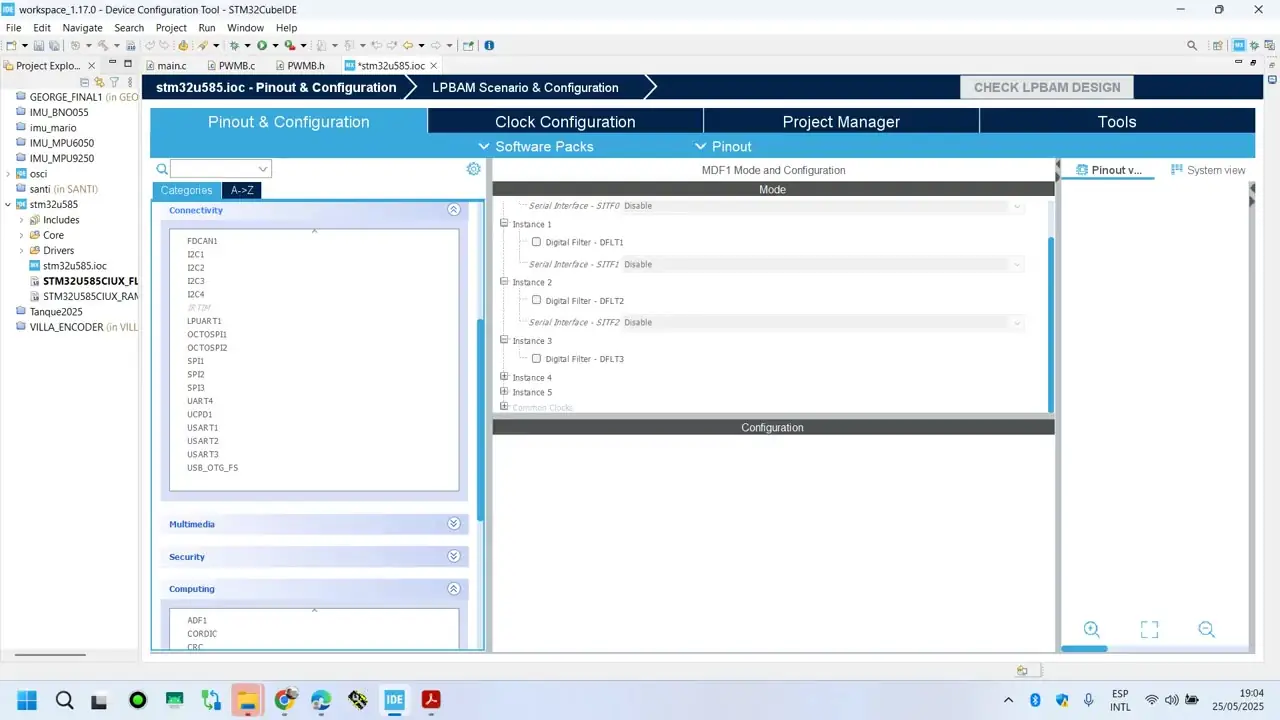 IDE workspace_1.17.0 - Device Configuration Tool - STM32CubeIDE
File Edit Navigate Search Project Run Window Help
Project Explo...
main.c
PWMB.c
PWMB.h
*stm32u585.ioc
GEORGE_FINAL1 (in GEO
IMU_BNO055
imu_mario
IMU_MPU6050
IMU_MPU9250
osci
santi (in SANTI)
stm32u585
Includes
Core
Drivers
stm32u585.ioc
STM32U585CIUX_FL
STM32U585CIUX_RAM
Tanque2025
VILLA_ENCODER (in VILL
stm32u585.ioc - Pinout & Configuration
LPBAM Scenario & Configuration
CHECK LPBAM DESIGN
Pinout & Configuration
Clock Configuration
Project Manager
Tools
Software Packs
Pinout
Categories
A->Z
Connectivity
FDCAN1
I2C1
I2C2
I2C3
I2C4
IRTIM
LPUART1
OCTOSPI1
OCTOSPI2
SPI1
SPI2
SPI3
UART4
UCPD1
USART1
USART2
USART3
USB_OTG_FS
Multimedia
Security
Computing
ADF1
CORDIC
CRC
MDF1 Mode and Configuration
Mode
Serial Interface - SITF0 Disable
Instance 1
Digital Filter - DFLT1
Serial Interface - SITF1 Disable
Instance 2
Digital Filter - DFLT2
Serial Interface - SITF2 Disable
Instance 3
Digital Filter - DFLT3
Instance 4
Instance 5
Common Clocks
Configuration
Pinout v...
System view
IDE
ESP
INTL
19:04
25/05/2025